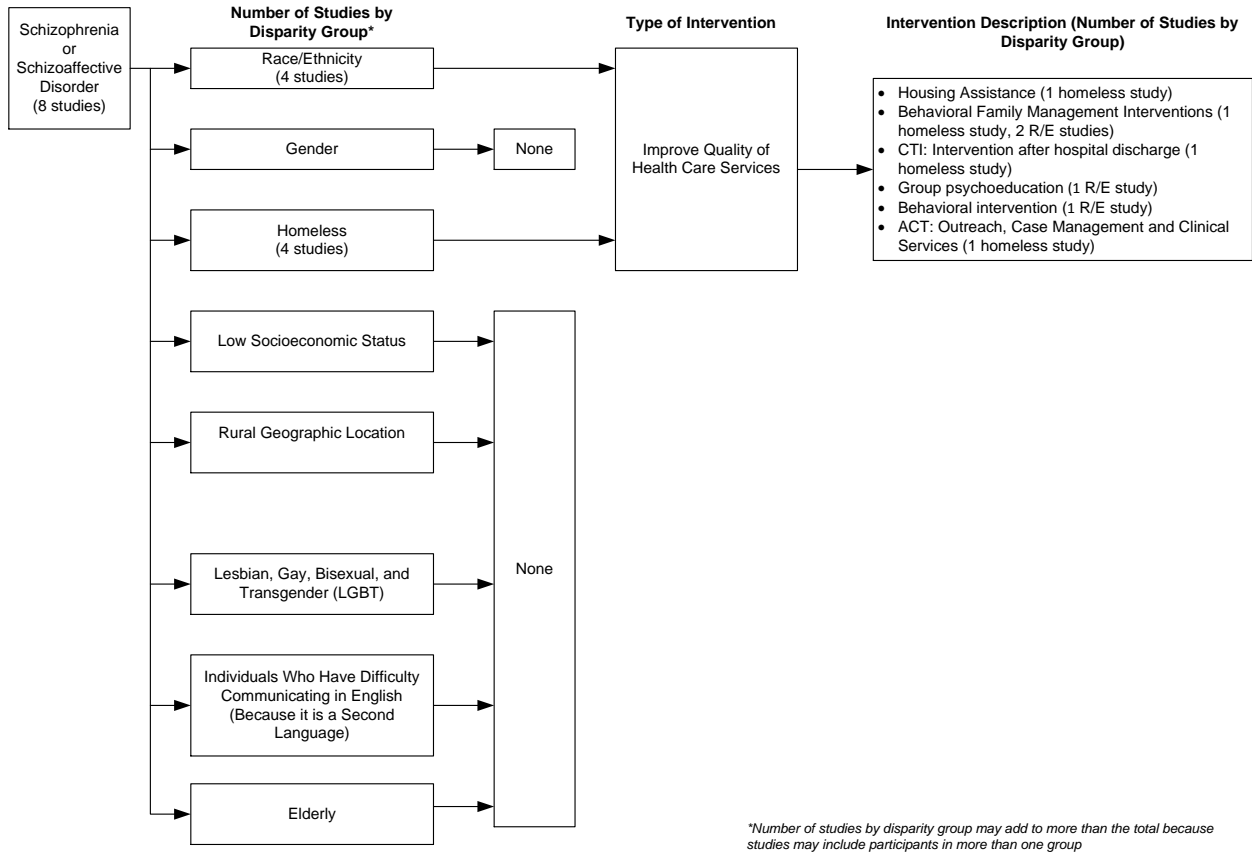 Schizophrenia
or
Schizoaffective
Disorder
(8 studies)
Number of Studies by
Disparity Group*
Type of Intervention
Intervention Description (Number of Studies by
Disparity Group)
Race/Ethnicity
(4 studies)
Gender
None
Homeless
(4 studies)
Improve Quality of
Health Care Services
• Housing Assistance (1 homeless study)
• Behavioral Family Management Interventions (1
homeless study, 2 R/E studies)
• CTI: Intervention after hospital discharge (1
homeless study)
• Group psychoeducation (1 R/E study)
• Behavioral intervention (1 R/E study)
• ACT: Outreach, Case Management and Clinical
Services (1 homeless study)
Low Socioeconomic Status
Rural Geographic Location
Lesbian, Gay, Bisexual, and
Transgender (LGBT)
None
Individuals Who Have Difficulty
Communicating in English
(Because it is a Second
Language)
Elderly
*Number of studies by disparity group may add to more than the total because
studies may include participants in more than one group